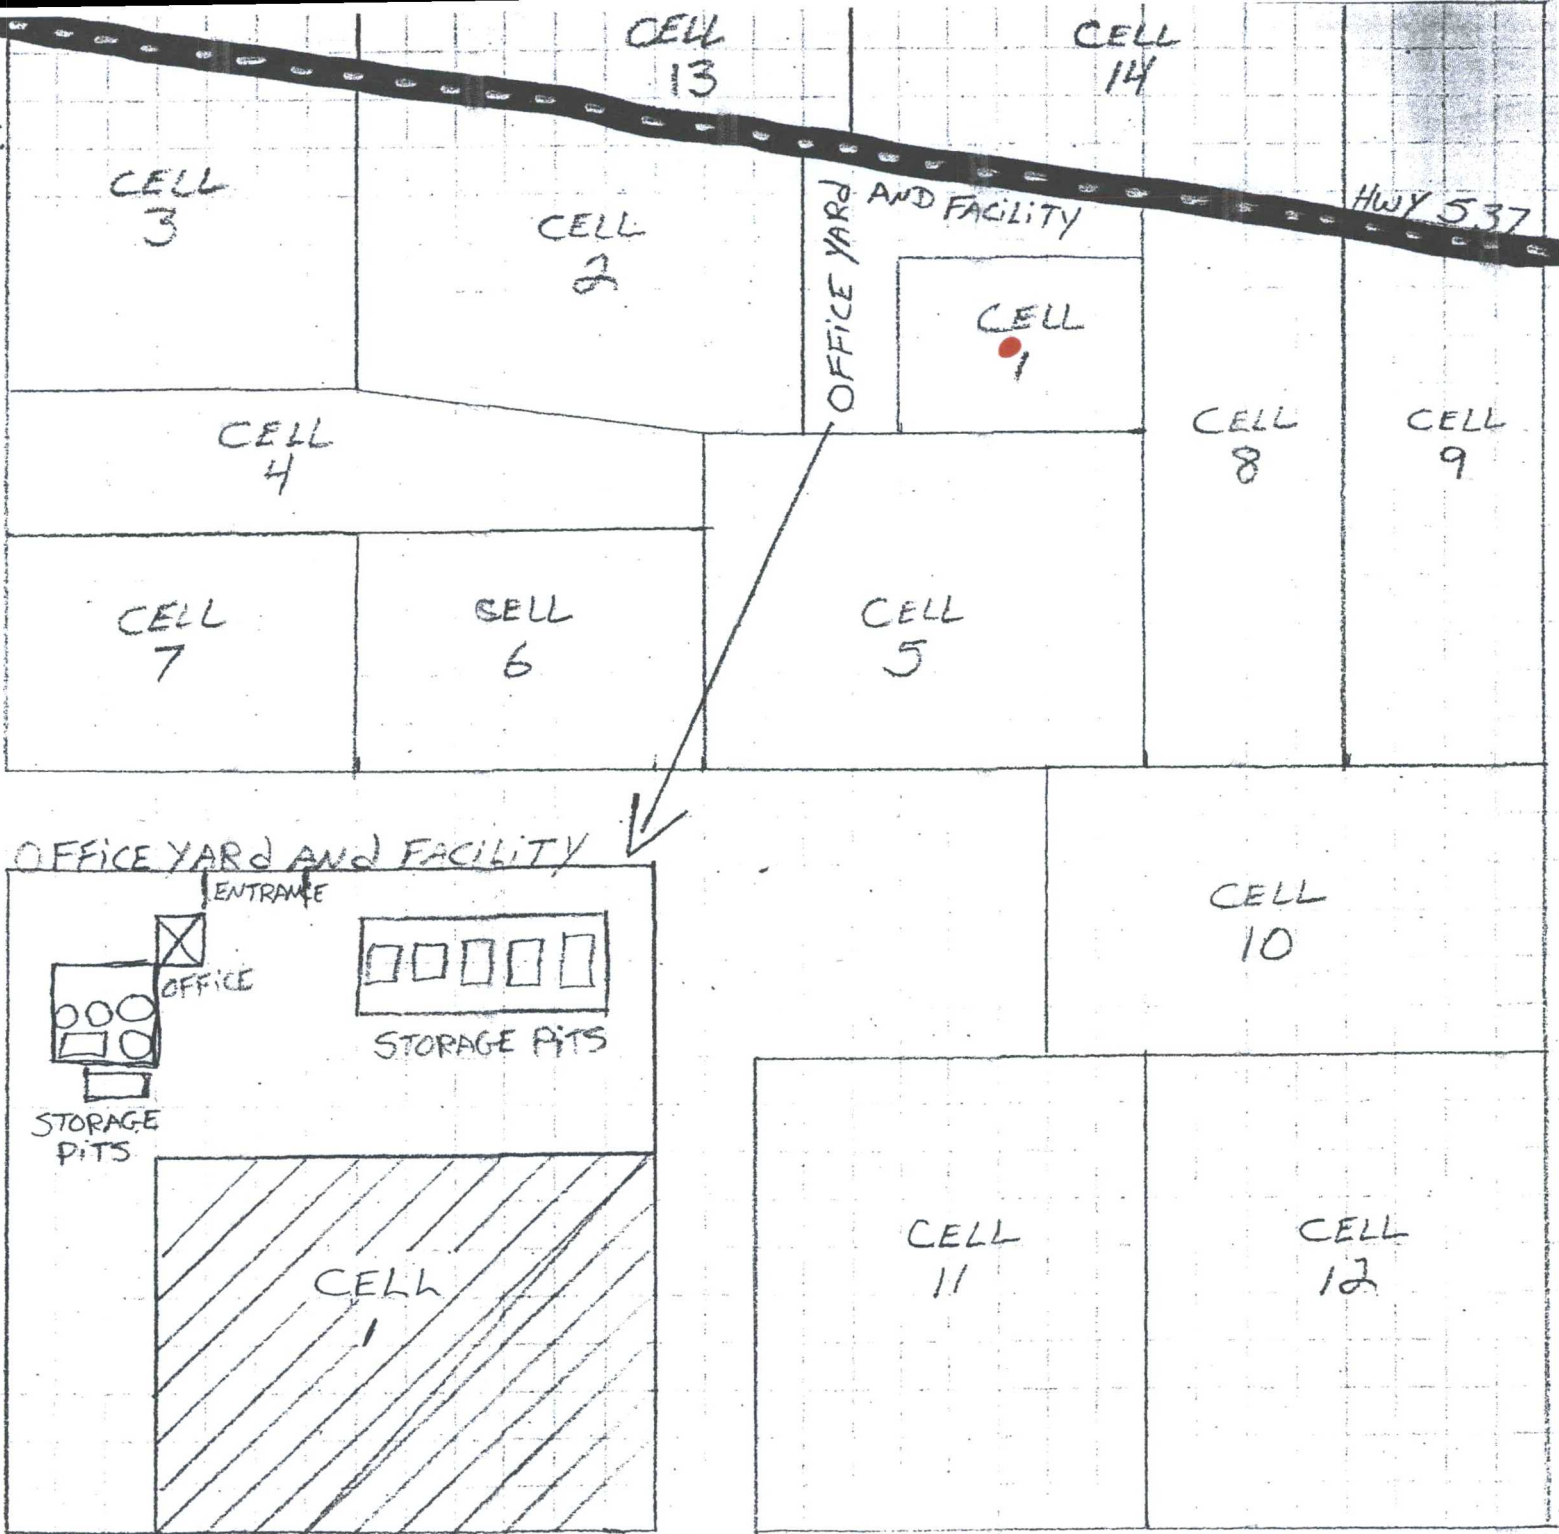 CELL
13
CELL
14
HWY 537
CELL
3
CELL
2
OFFICE YARd AND FACILITY
CELL
1
CELL
4
CELL
8
CELL
9
CELL
7
CELL
6
CELL
5
OFFICE YARd ANd FACILITY
ENTRANCE
OFFICE
STORAGE PiTS
STORAGE
PiTS
CELL
1
CELL
10
CELL
11
CELL
12